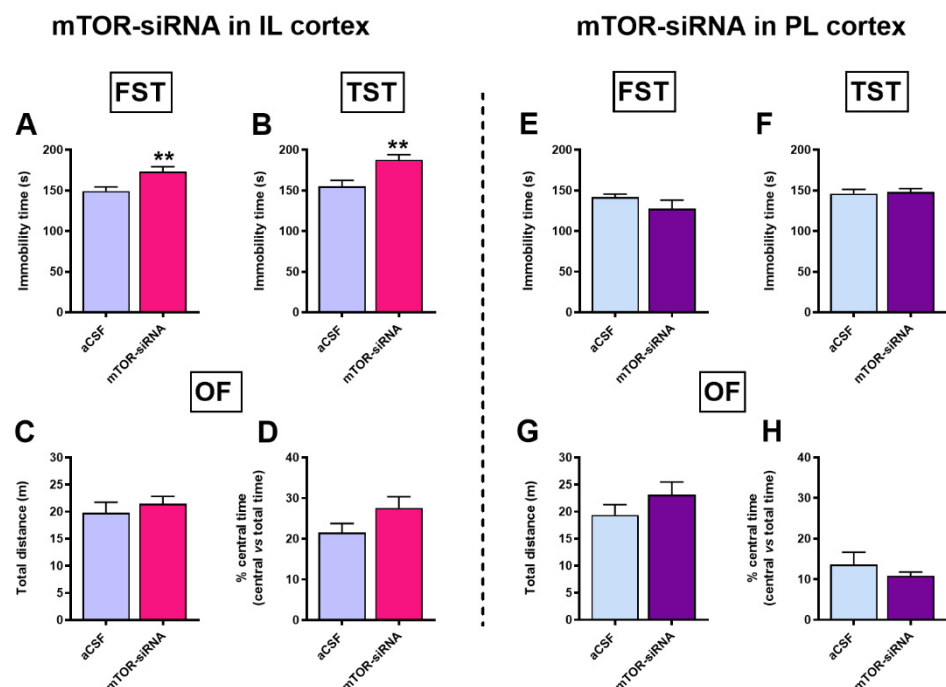 mTOR-siRNA in IL cortex
mTOR-siRNA in PL cortex
FST
TST
FST
TST
A
Immobility time (s)
200
150
100
50
0
**
aCSF
mTOR-siRNA
B
Immobility time (s)
200
150
100
50
0
**
aCSF
mTOR-siRNA
E
Immobility time (s)
200
150
100
50
0
aCSF
mTOR-siRNA
F
Immobility time (s)
200
150
100
50
0
aCSF
mTOR-siRNA
OF
OF
C
Total distance (m)
30
25
20
15
10
5
0
aCSF
mTOR-siRNA
D
% central time
(central vs total time)
40
30
20
10
0
aCSF
mTOR-siRNA
G
Total distance (m)
30
25
20
15
10
5
0
aCSF
mTOR-siRNA
H
% central time
(central vs total time)
40
30
20
10
0
aCSF
mTOR-siRNA